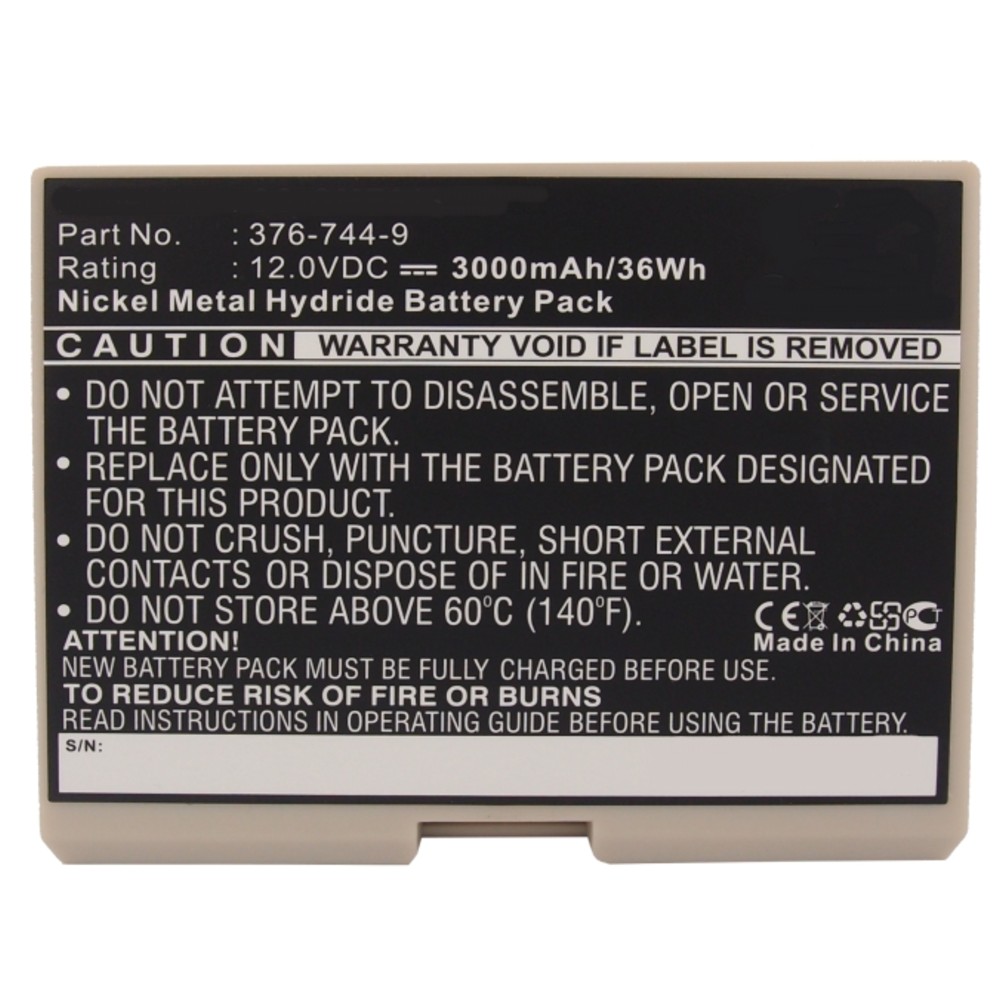 Part No. : 376-744-9
Rating : 12.0VDC ⎓ 3000mAh/36Wh
Nickel Metal Hydride Battery Pack
CAUTION WARRANTY VOID IF LABEL IS REMOVED
• DO NOT ATTEMPT TO DISASSEMBLE, OPEN OR SERVICE
THE BATTERY PACK.
• REPLACE ONLY WITH THE BATTERY PACK DESIGNATED
FOR THIS PRODUCT.
• DO NOT CRUSH, PUNCTURE, SHORT EXTERNAL
CONTACTS OR DISPOSE OF IN FIRE OR WATER.
• DO NOT STORE ABOVE 60°C (140°F).
CE PCT
Made In China
ATTENTION!
NEW BATTERY PACK MUST BE FULLY CHARGED BEFORE USE.
TO REDUCE RISK OF FIRE OR BURNS
READ INSTRUCTIONS IN OPERATING GUIDE BEFORE USING THE BATTERY.
S/N: